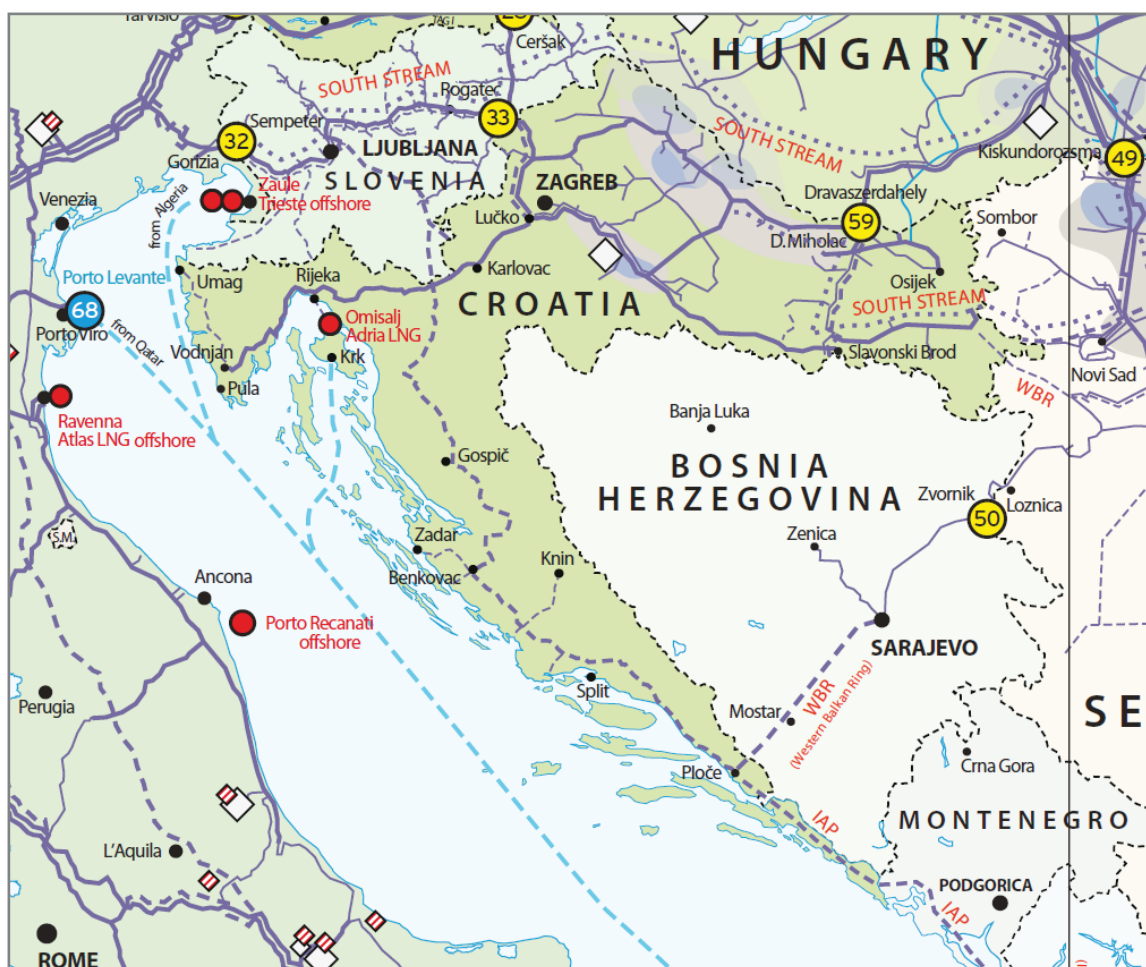 Tarvisio
TAG I
Ceršak
HUNGARY
SOUTH STREAM
Rogatec
33
Sempeter
32
LJUBLJANA
SLOVENIA
Gorizia
SOUTH STREAM
Kiskundorozsma
49
Zaule
Trieste offshore
from Algeria
ZAGREB
Dravaszerdahely
59
Sombor
Venezia
Lučko
D. Miholac
Porto Levante
Umag
Rijeka
Karlovac
Osijek
68
Porto Viro
from Qatar
Omisalj
Adria LNG
CROATIA
SOUTH STREAM
Vodnjan
Krk
Slavonski Brod
Novi Sad
Pula
WBR
Ravenna
Atlas LNG offshore
Banja Luka
Gospič
BOSNIA
HERZEGOVINA
Zvornik
Loznica
50
S.M.
Zadar
Zenica
Benkovac
Knin
Ancona
Porto Recanati
offshore
SARAJEVO
WBR
(Western Balkan Ring)
Split
Perugia
Mostar
SE
Crna Gora
Ploče
IAP
MONTENEGRO
L'Aquila
PODGORICA
IAP
ROME